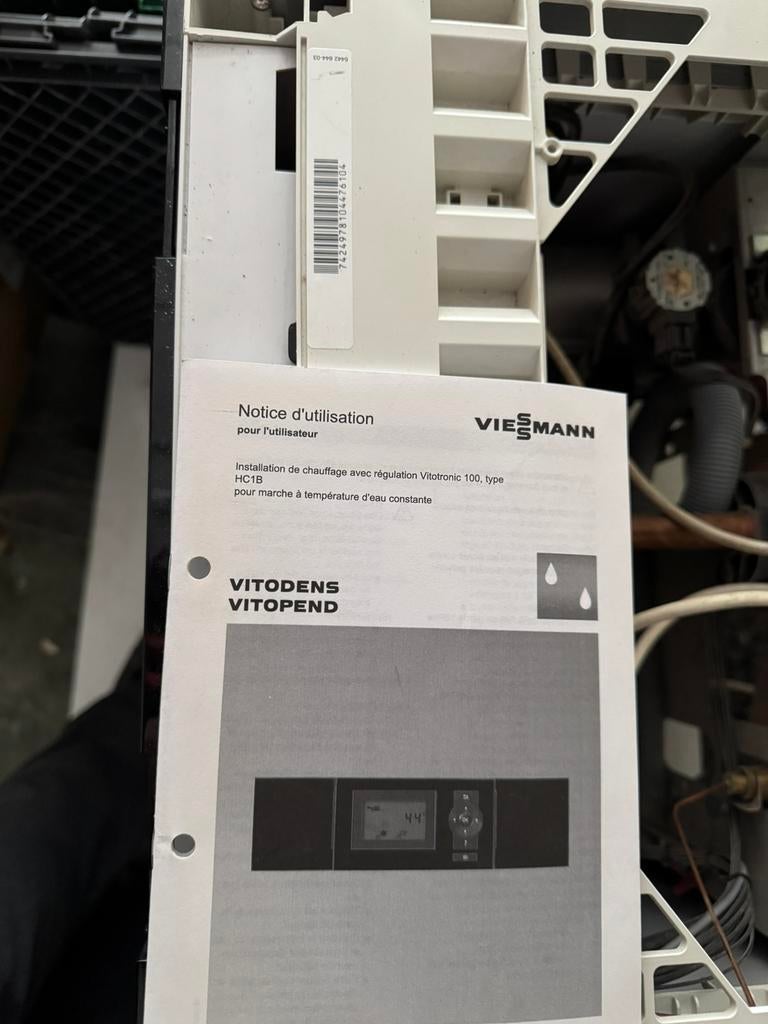 5442 844-03
7424978104476104
Notice d'utilisation
pour l'utilisateur
VIESSMANN
Installation de chauffage avec régulation Vitotronic 100, type
HC1B
pour marche à température d'eau constante
VITODENS
VITOPEND
44°
OK